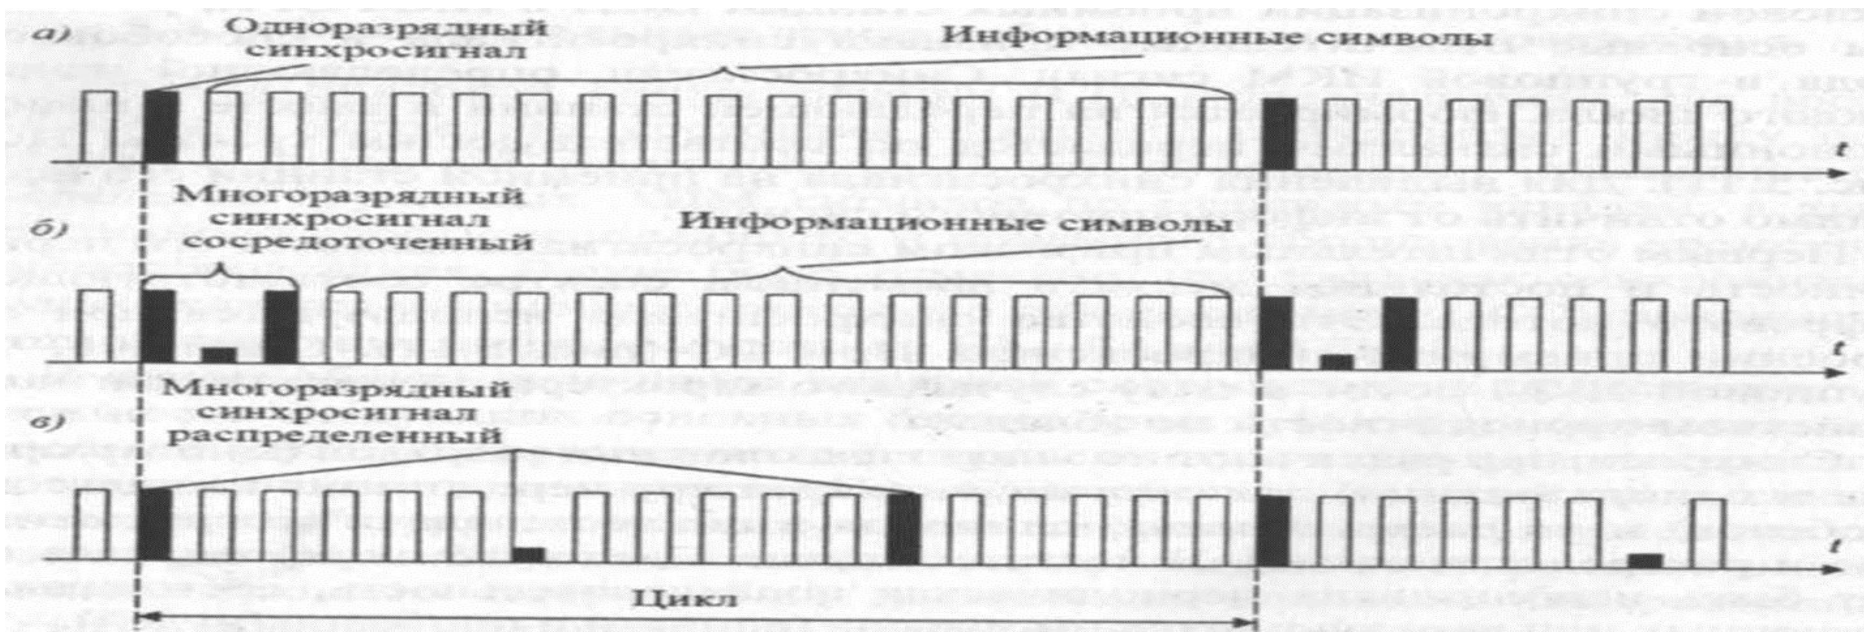 а)
Одноразрядный
синхросигнал
Информационные символы
t
б)
Многоразрядный
синхросигнал
сосредоточенный
Информационные символы
t
в)
Многоразрядный
синхросигнал
распределенный
t
Цикл